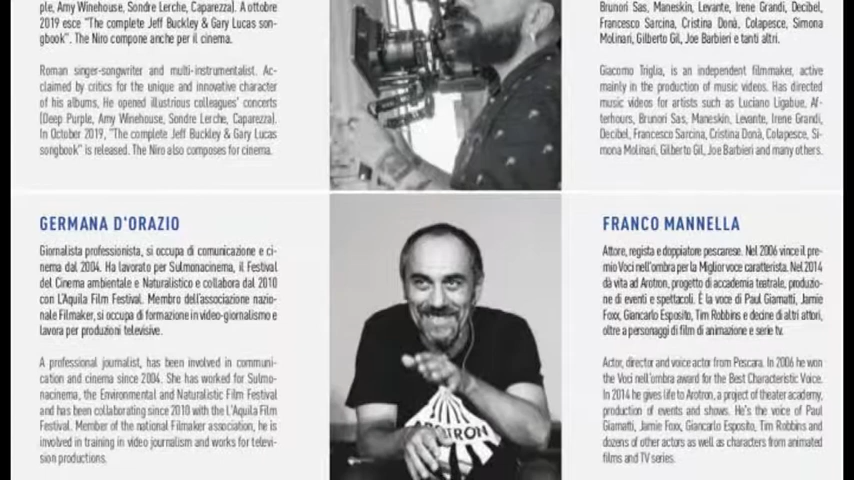 ple, Amy Winehouse, Sondre Lerche, Caparezza). A ottobre
2019 esce "The complete Jeff Buckley & Gary Lucas son-
gbook". The Niro compone anche per il cinema.
Roman singer-songwriter and multi-instrumentalist. Ac-
claimed by critics for the unique and innovative character
of his albums, He opened illustrious colleagues' concerts
(Deep Purple, Amy Winehouse, Sondre Lerche, Caparezza).
In October 2019, "The complete Jeff Buckley & Gary Lucas
songbook" is released. The Niro also composes for cinema.
Brunori Sas, Maneskin, Levante, Irene Grandi, Decibel,
Francesco Sarcina, Cristina Donà, Colapesce, Simona
Molinari, Gilberto Gil, Joe Barbieri e tanti altri.
Giacomo Triglia, is an independent filmmaker, active
mainly in the production of music videos. Has directed
music videos for artists such as Luciano Ligabue, Af-
terhours, Brunori Sas, Maneskin, Levante, Irene Grandi,
Decibel, Francesco Sarcina, Cristina Donà, Colapesce, Si-
mona Molinari, Gilberto Gil, Joe Barbieri and many others.
GERMANA D'ORAZIO
Giornalista professionista, si occupa di comunicazione e ci-
nema dal 2004. Ha lavorato per Sulmonacinema, il Festival
del Cinema ambientale e Naturalistico e collabora dal 2010
con L'Aquila Film Festival. Membro dell'associazione nazio-
nale Filmaker, si occupa di formazione in video-giornalismo e
lavora per produzioni televisive.
A professional journalist, has been involved in communi-
cation and cinema since 2004. She has worked for Sulmo-
nacinema, the Environmental and Naturalistic Film Festival
and has been collaborating since 2010 with the L'Aquila Film
Festival. Member of the national Filmaker association, he is
involved in training in video journalism and works for televi-
sion productions.
AROTRON
FRANCO MANNELLA
Attore, regista e doppiatore pescarese. Nel 2006 vince il pre-
mio Voci nell'ombra per la Miglior voce caratterista. Nel 2014
dà vita ad Arotron, progetto di accademia teatrale, produzio-
ne di eventi e spettacoli. È la voce di Paul Giamatti, Jamie
Foxx, Giancarlo Esposito, Tim Robbins e decine di altri attori,
oltre a personaggi di film di animazione e serie tv.
Actor, director and voice actor from Pescara. In 2006 he won
the Voci nell'ombra award for the Best Characteristic Voice.
In 2014 he gives life to Arotron, a project of theater academy,
production of events and shows. He's the voice of Paul
Giamatti, Jamie Foxx, Giancarlo Esposito, Tim Robbins and
dozens of other actors as well as characters from animated
films and TV series.